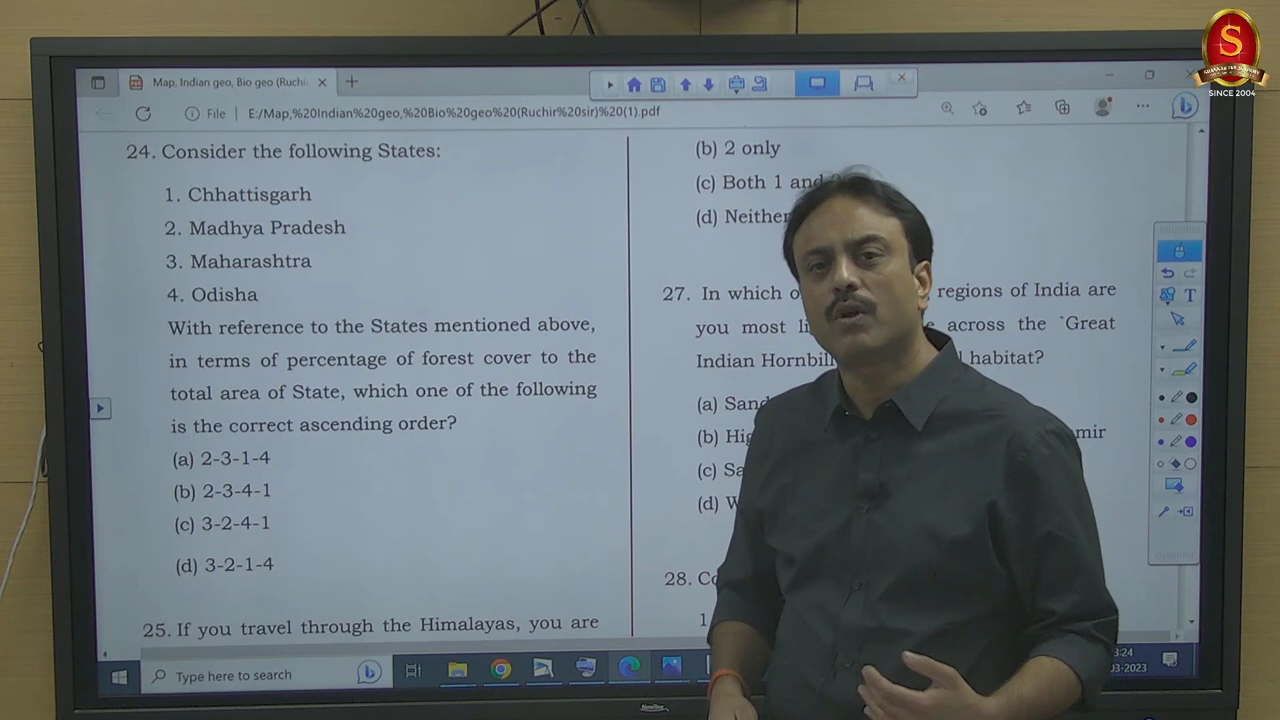 S
SINCE 2004
Map, Indian geo, Bio geo (Ruchi
File | E:/Map,%20Indian%20geo,%20Bio%20geo%20(Ruchir%20sir)%20(1).pdf
24. Consider the following States:
1. Chhattisgarh
2. Madhya Pradesh
3. Maharashtra
4. Odisha
With reference to the States mentioned above,
in terms of percentage of forest cover to the
total area of State, which one of the following
is the correct ascending order?
(a) 2-3-1-4
(b) 2-3-4-1
(c) 3-2-4-1
(d) 3-2-1-4
25. If you travel through the Himalayas, you are
(b) 2 only
(c) Both 1 and
(d) Neither
27. In which regions of India are
you most across the `Great
Indian Hornbill habitat?
(a)
(b)
(c)
(d)
28.
1
T
Type here to search